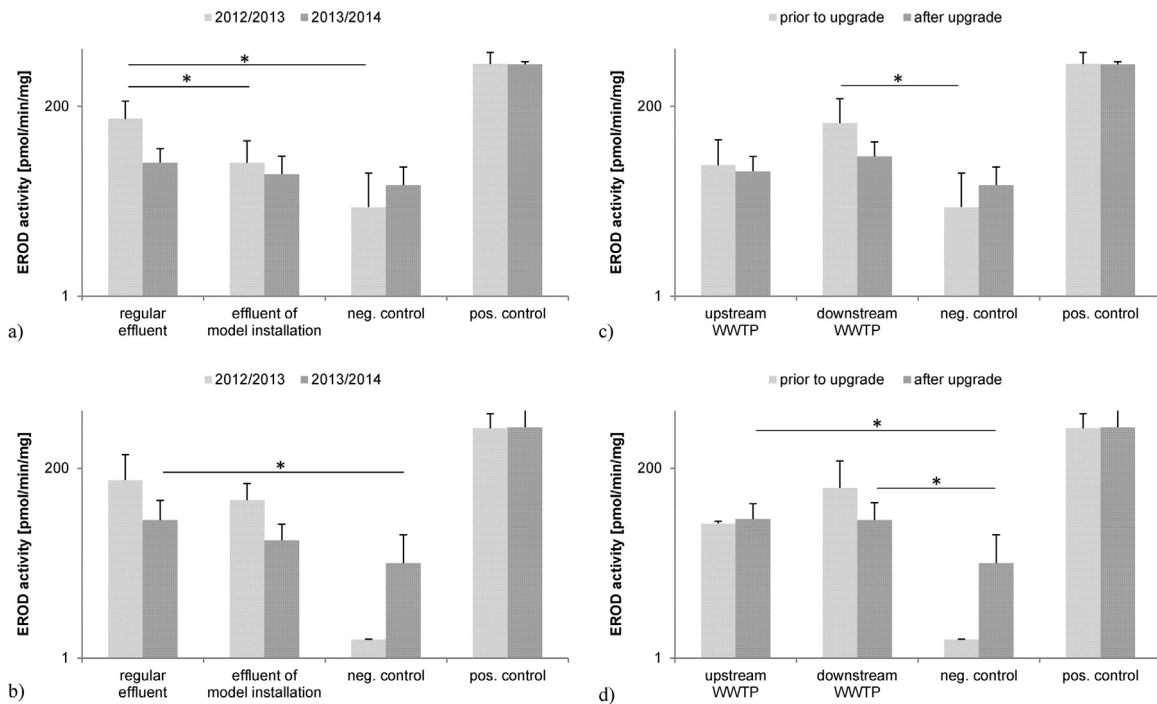 2012/2013 2013/2014
EROD activity [pmol/min/mg]
200
1
* *
regular effluent
effluent of model installation
neg. control
pos. control
a)
prior to upgrade after upgrade
EROD activity [pmol/min/mg]
200
1
*
upstream WWTP
downstream WWTP
neg. control
pos. control
c)
2012/2013 2013/2014
EROD activity [pmol/min/mg]
200
1
*
regular effluent
effluent of model installation
neg. control
pos. control
b)
prior to upgrade after upgrade
EROD activity [pmol/min/mg]
200
1
* *
upstream WWTP
downstream WWTP
neg. control
pos. control
d)